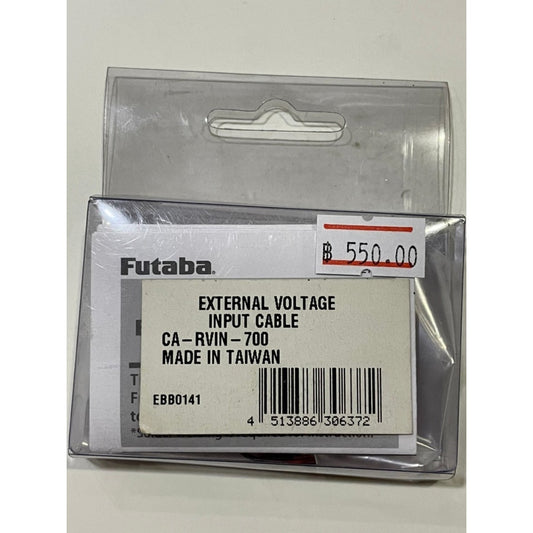 ฿ 550.00
Futaba®
EXTERNAL VOLTAGE
INPUT CABLE
CA-RVIN-700
MADE IN TAIWAN
EBB0141
4 513886 306372